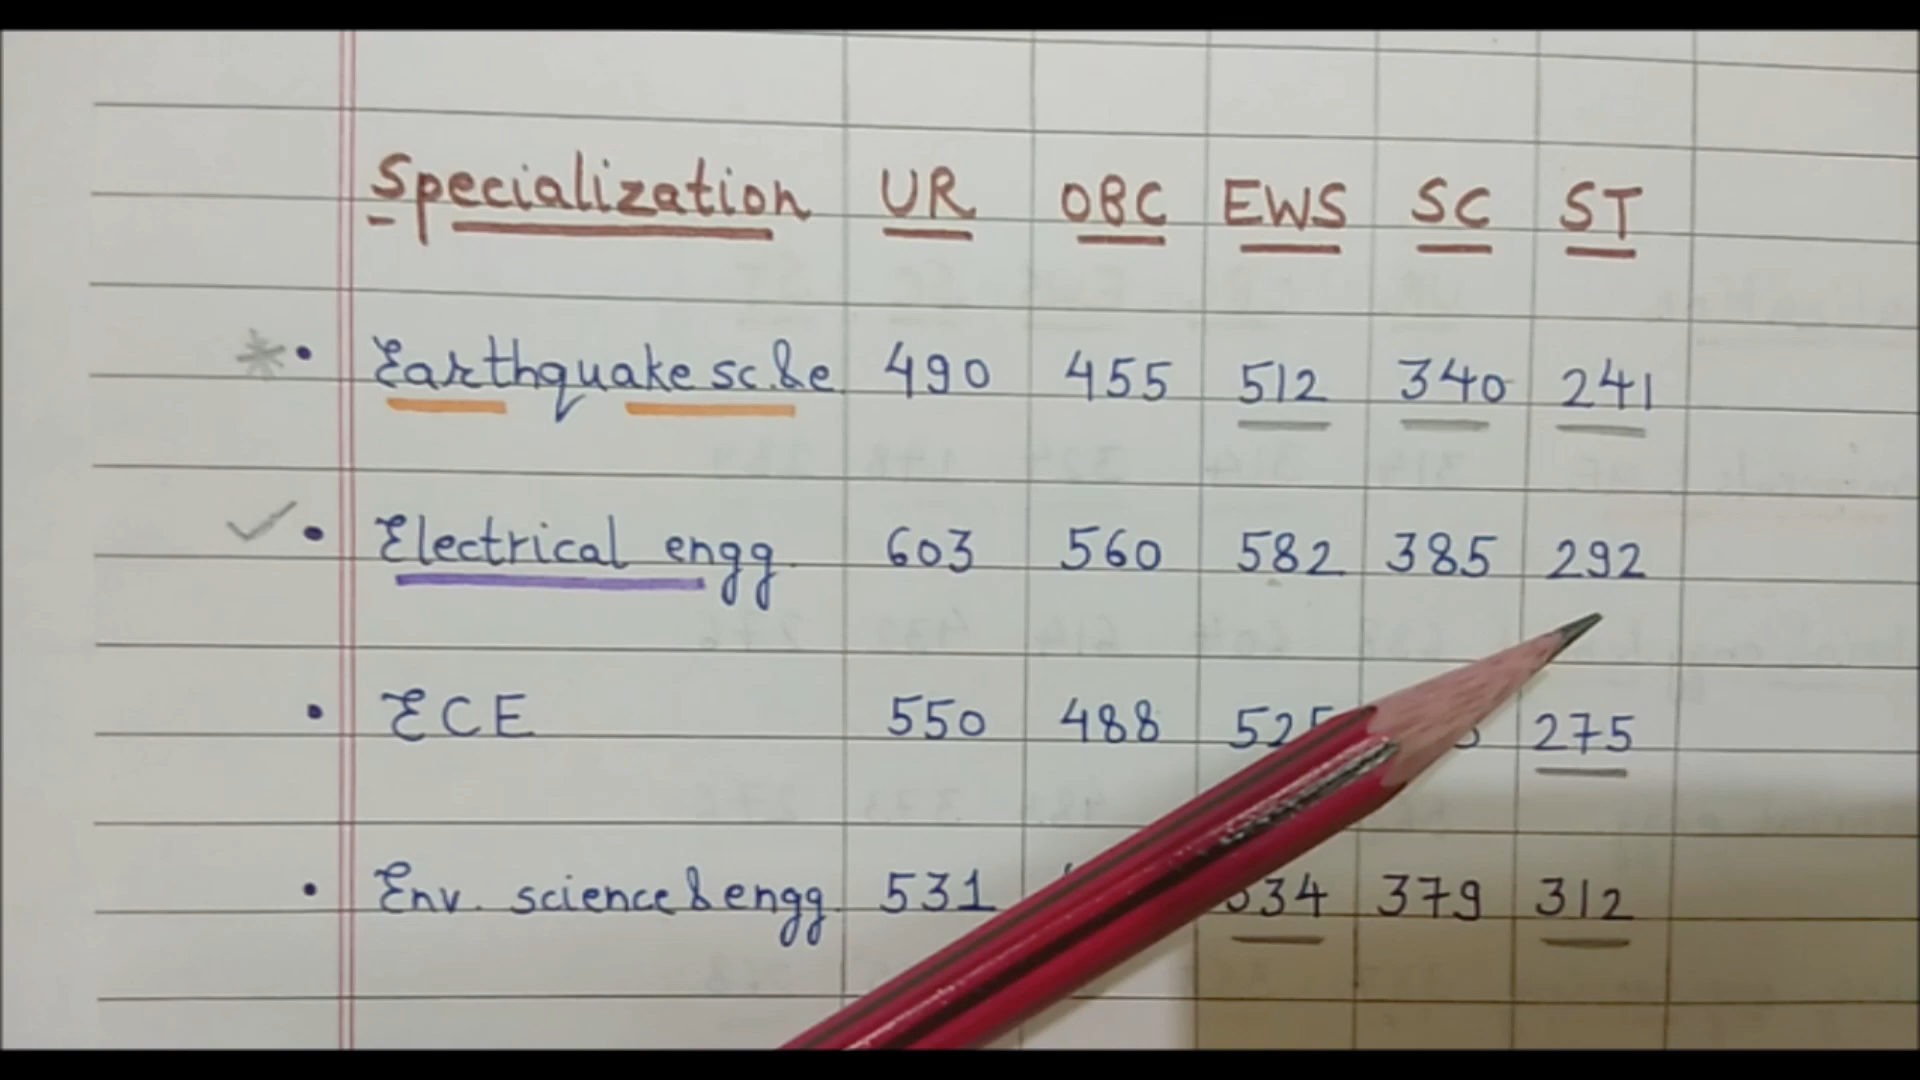 Specialization UR OBC EWS SC ST
• Earthquake sc.&e 490 455 512 340 241
• Electrical engg. 603 560 582 385 292
• ECE 550 488 525 275
• Env. science & engg. 531 379 312